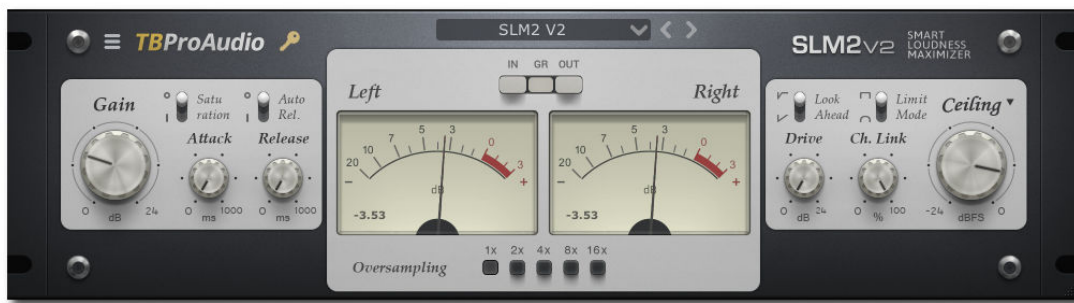 SLM2 V2
TBProAudio
SLM2V2
SMART
LOUDNESS
MAXIMIZER
Gain
0 dB 24
Satu
ration
Auto
Rel.
Attack
0 ms 1000
Release
0 ms 1000
IN GR OUT
Left
Right
20 10 7 5 3 0 3
- dB +
-3.53
20 10 7 5 3 0 3
- dB +
-3.53
Oversampling
1x 2x 4x 8x 16x
Look
Ahead
Limit
Mode
Drive
0 dB 24
Ch. Link
0 % 100
Ceiling
-24 dBFS 0